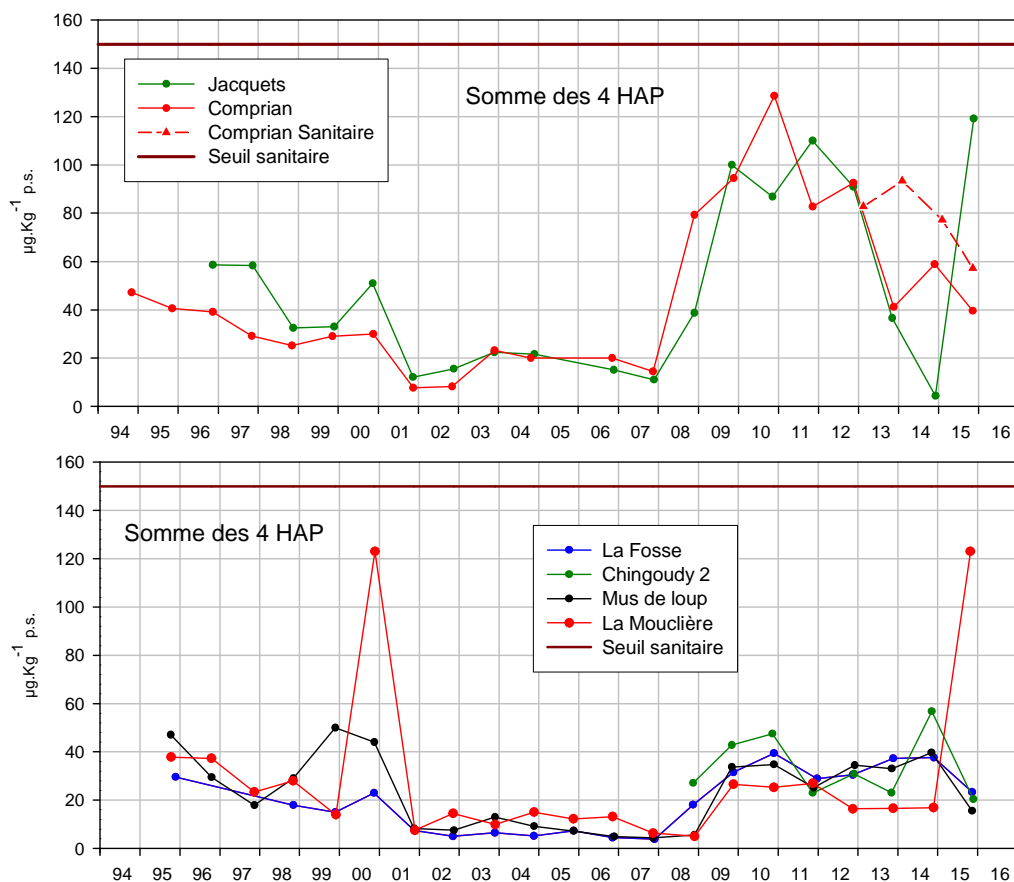 160
140
120
100
80
60
40
20
0
µg.Kg-1 p.s.
Jacquets
Comprian
Comprian Sanitaire
Seuil sanitaire
Somme des 4 HAP
94 95 96 97 98 99 00 01 02 03 04 05 06 07 08 09 10 11 12 13 14 15 16
160
140
120
100
80
60
40
20
0
µg.Kg-1 p.s.
Somme des 4 HAP
La Fosse
Chingoudy 2
Mus de loup
La Mouclière
Seuil sanitaire
94 95 96 97 98 99 00 01 02 03 04 05 06 07 08 09 10 11 12 13 14 15 16